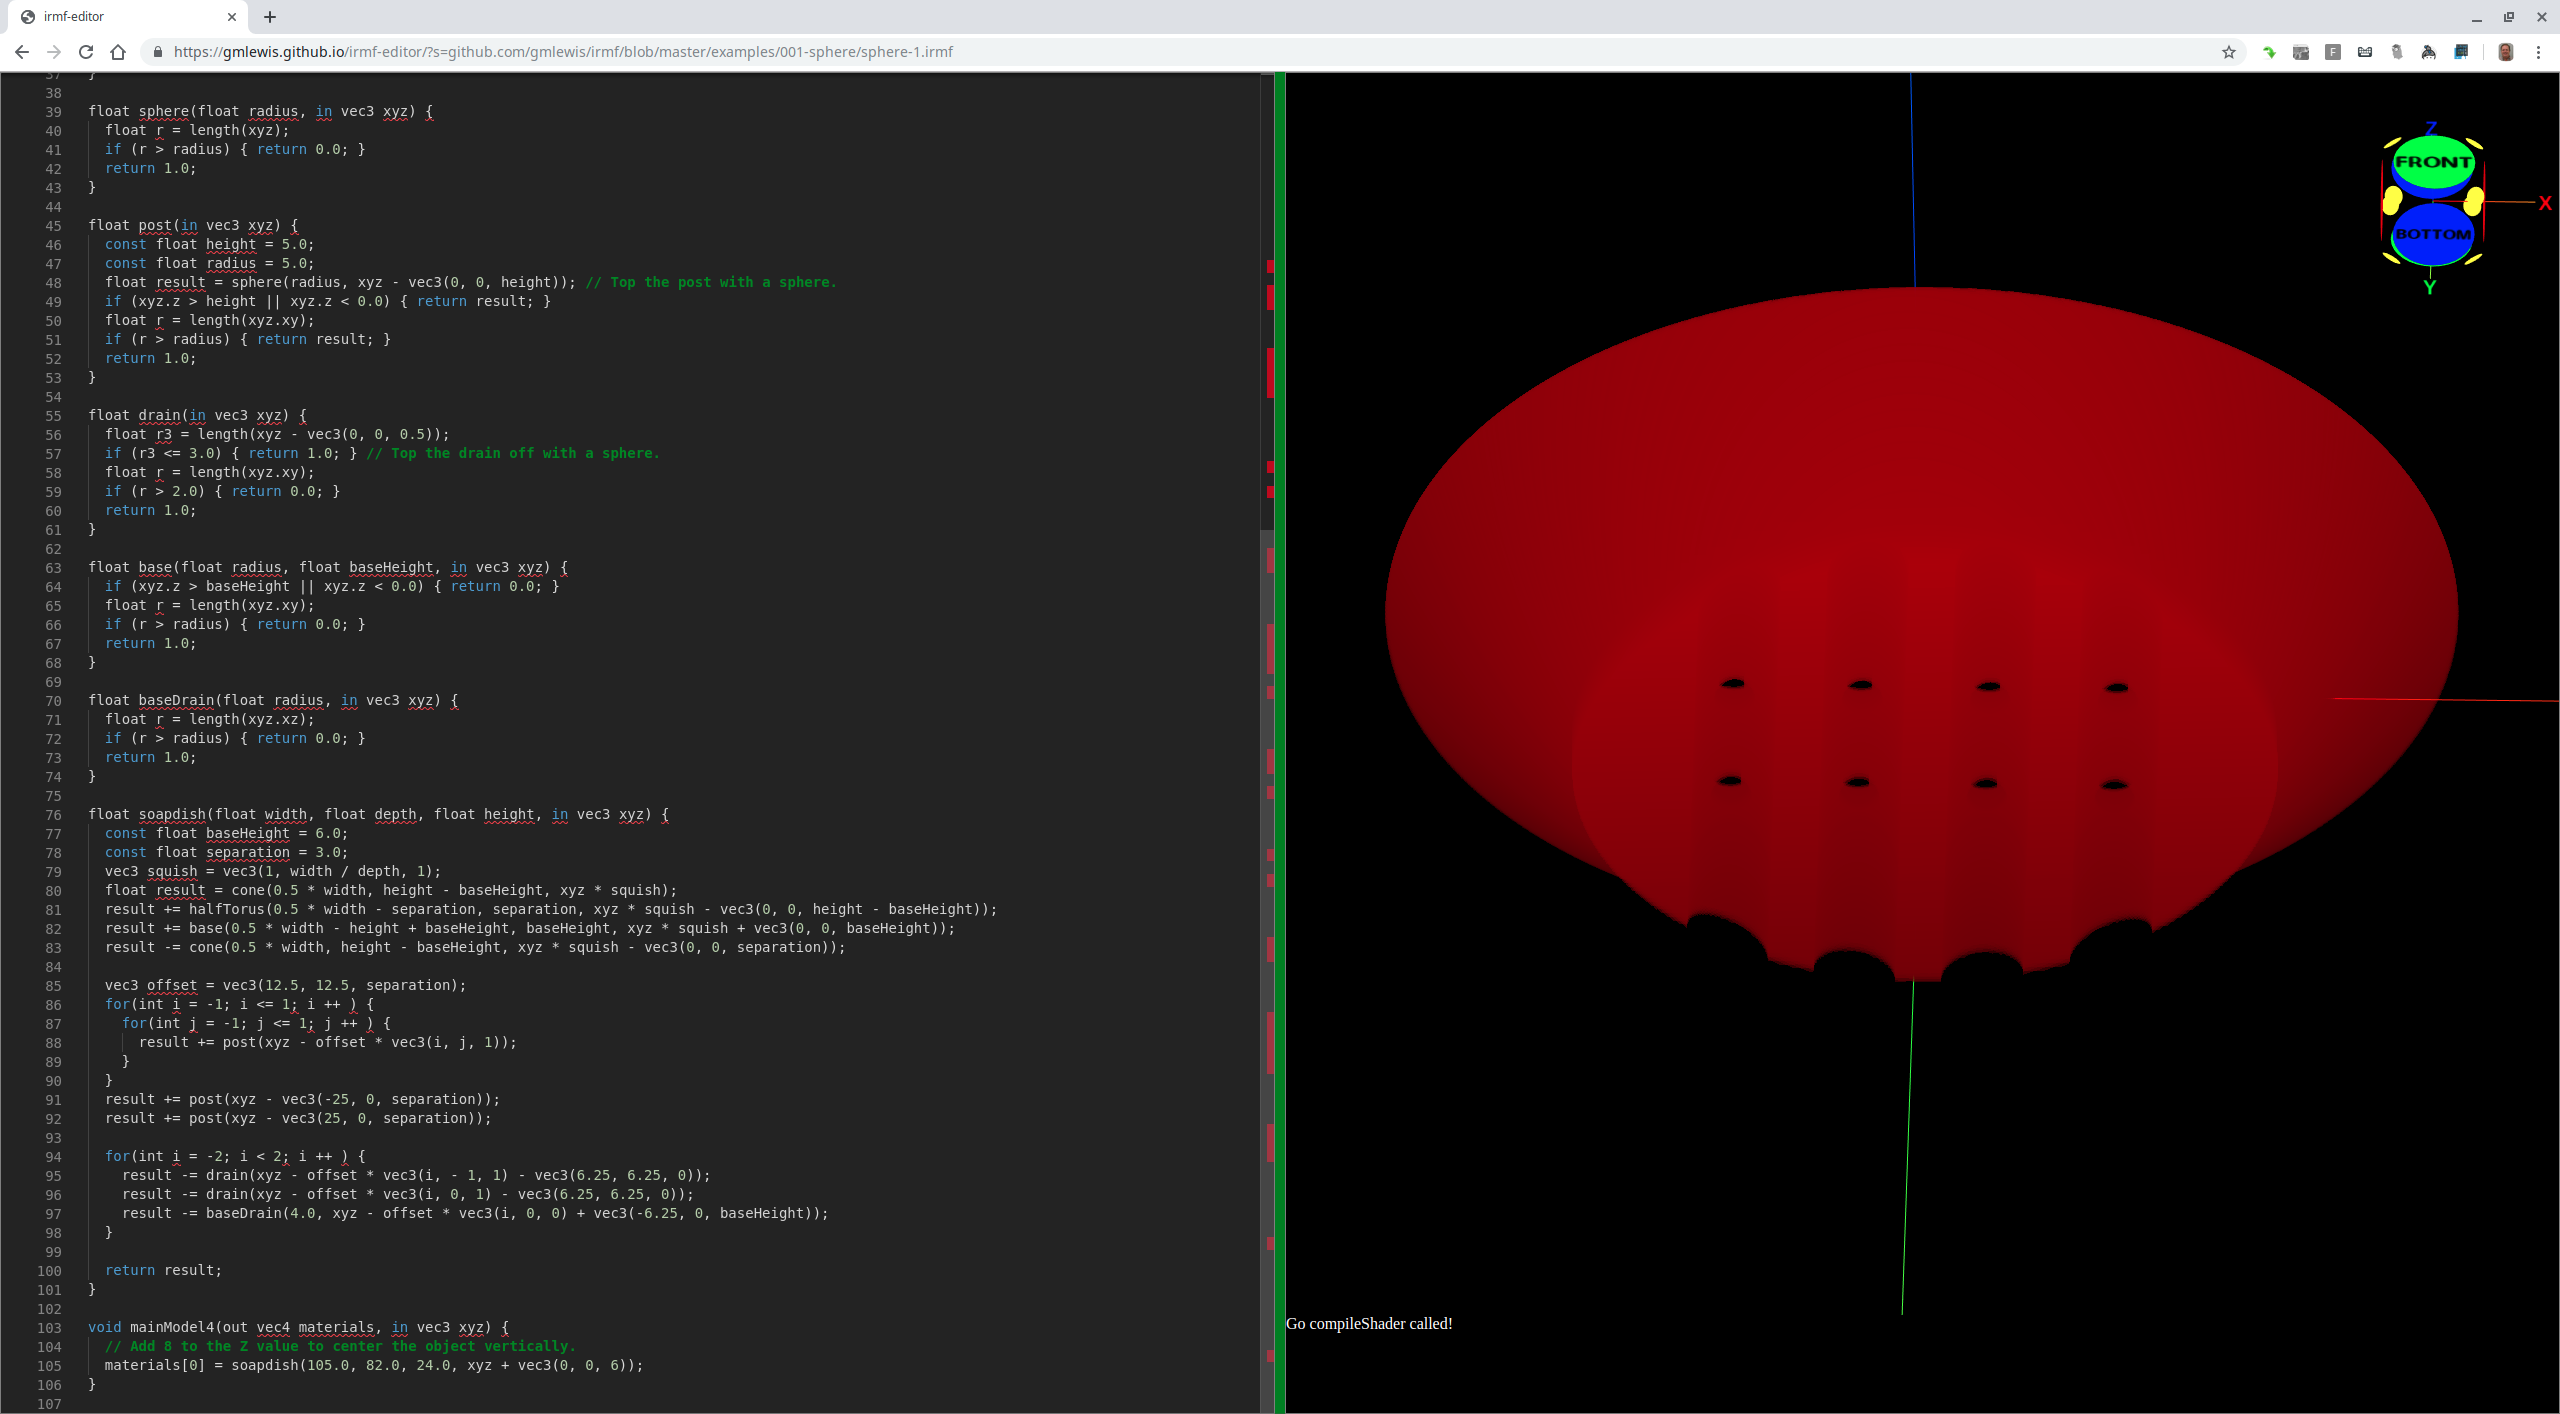 irmf-editor
https://gmlewis.github.io/irmf-editor/?s=github.com/gmlewis/irmf/blob/master/examples/001-sphere/sphere-1.irmf
F
37 }
38
39 float sphere(float radius, in vec3 xyz) {
40   float r = length(xyz);
41   if (r > radius) { return 0.0; }
42   return 1.0;
43 }
44
45 float post(in vec3 xyz) {
46   const float height = 5.0;
47   const float radius = 5.0;
48   float result = sphere(radius, xyz - vec3(0, 0, height)); // Top the post with a sphere.
49   if (xyz.z > height || xyz.z < 0.0) { return result; }
50   float r = length(xyz.xy);
51   if (r > radius) { return result; }
52   return 1.0;
53 }
54
55 float drain(in vec3 xyz) {
56   float r3 = length(xyz - vec3(0, 0, 0.5));
57   if (r3 <= 3.0) { return 1.0; } // Top the drain off with a sphere.
58   float r = length(xyz.xy);
59   if (r > 2.0) { return 0.0; }
60   return 1.0;
61 }
62
63 float base(float radius, float baseHeight, in vec3 xyz) {
64   if (xyz.z > baseHeight || xyz.z < 0.0) { return 0.0; }
65   float r = length(xyz.xy);
66   if (r > radius) { return 0.0; }
67   return 1.0;
68 }
69
70 float baseDrain(float radius, in vec3 xyz) {
71   float r = length(xyz.xz);
72   if (r > radius) { return 0.0; }
73   return 1.0;
74 }
75
76 float soapdish(float width, float depth, float height, in vec3 xyz) {
77   const float baseHeight = 6.0;
78   const float separation = 3.0;
79   vec3 squish = vec3(1, width / depth, 1);
80   float result = cone(0.5 * width, height - baseHeight, xyz * squish);
81   result += halfTorus(0.5 * width - separation, separation, xyz * squish - vec3(0, 0, height - baseHeight));
82   result += base(0.5 * width - height + baseHeight, baseHeight, xyz * squish + vec3(0, 0, baseHeight));
83   result -= cone(0.5 * width, height - baseHeight, xyz * squish - vec3(0, 0, separation));
84
85   vec3 offset = vec3(12.5, 12.5, separation);
86   for(int i = -1; i <= 1; i ++ ) {
87     for(int j = -1; j <= 1; j ++ ) {
88       result += post(xyz - offset * vec3(i, j, 1));
89     }
90   }
91   result += post(xyz - vec3(-25, 0, separation));
92   result += post(xyz - vec3(25, 0, separation));
93
94   for(int i = -2; i < 2; i ++ ) {
95     result -= drain(xyz - offset * vec3(i, - 1, 1) - vec3(6.25, 6.25, 0));
96     result -= drain(xyz - offset * vec3(i, 0, 1) - vec3(6.25, 6.25, 0));
97     result -= baseDrain(4.0, xyz - offset * vec3(i, 0, 0) + vec3(-6.25, 0, baseHeight));
98   }
99
100   return result;
101 }
102
103 void mainModel4(out vec4 materials, in vec3 xyz) {
104   // Add 8 to the Z value to center the object vertically.
105   materials[0] = soapdish(105.0, 82.0, 24.0, xyz + vec3(0, 0, 6));
106 }
107
Z
FRONT
X
BOTTOM
Y
Go compileShader called!